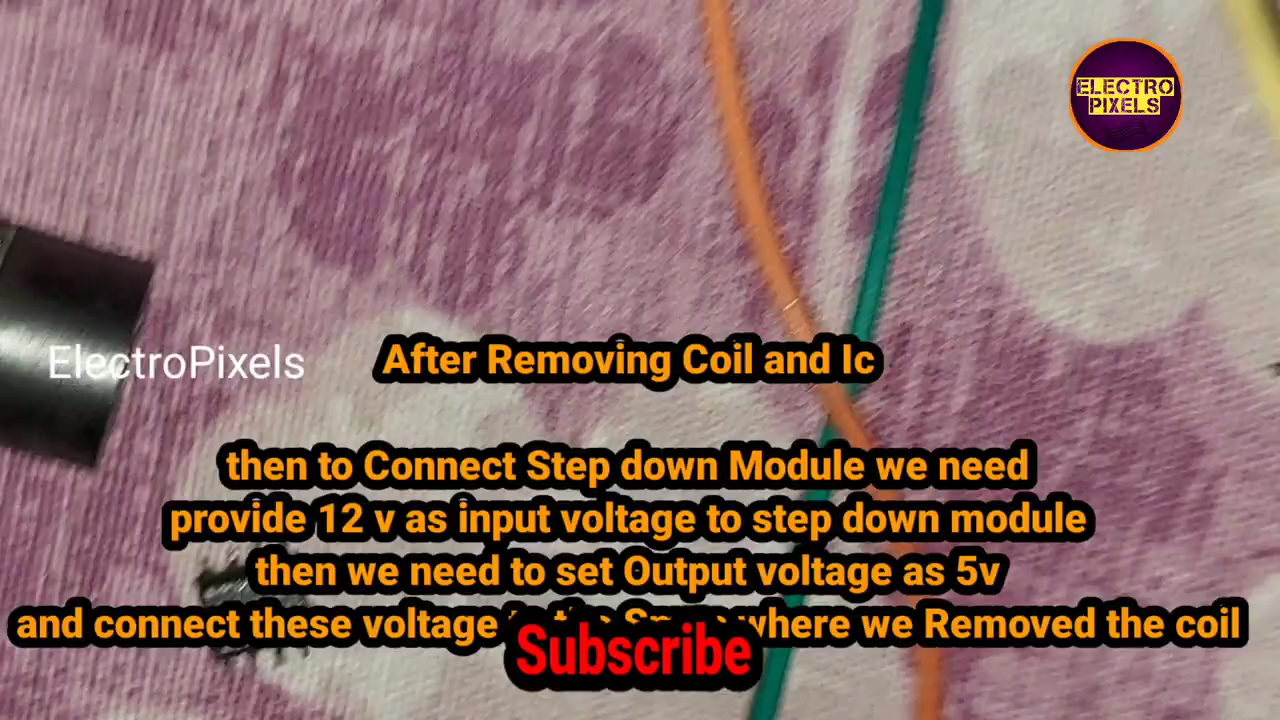 ELECTRO
PIXELS
ElectroPixels
After Removing Coil and Ic
then to Connect Step down Module we need
provide 12 v as input voltage to step down module
then we need to set Output voltage as 5v
and connect these voltage where we Removed the coil
Subscribe